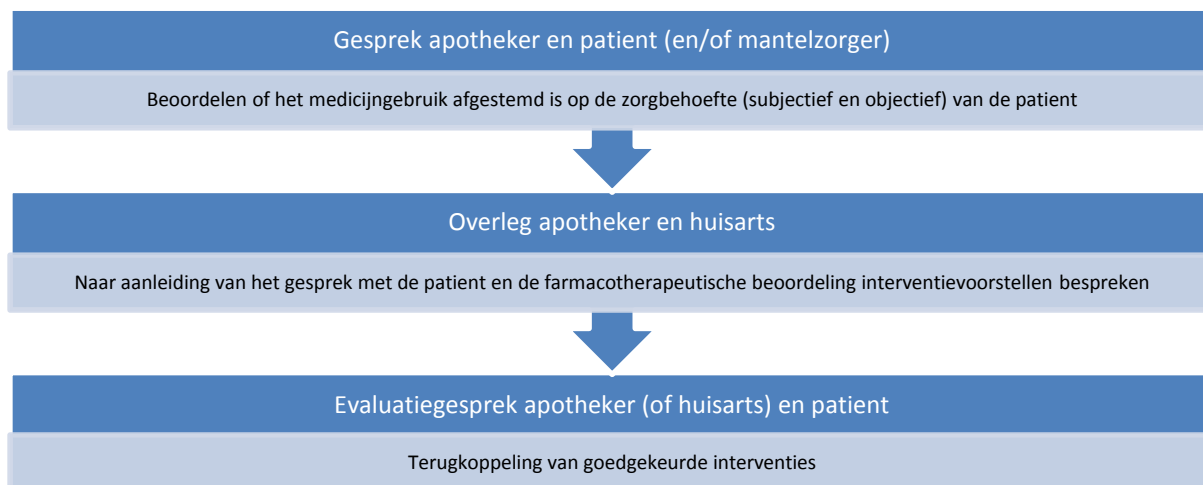 Gesprek apotheker en patient (en/of mantelzorger)
Beoordelen of het medicijngebruik afgestemd is op de zorgbehoefte (subjectief en objectief) van de patient
Overleg apotheker en huisarts
Naar aanleiding van het gesprek met de patient en de farmacotherapeutische beoordeling interventievoorstellen bespreken
Evaluatiegesprek apotheker (of huisarts) en patient
Terugkoppeling van goedgekeurde interventies